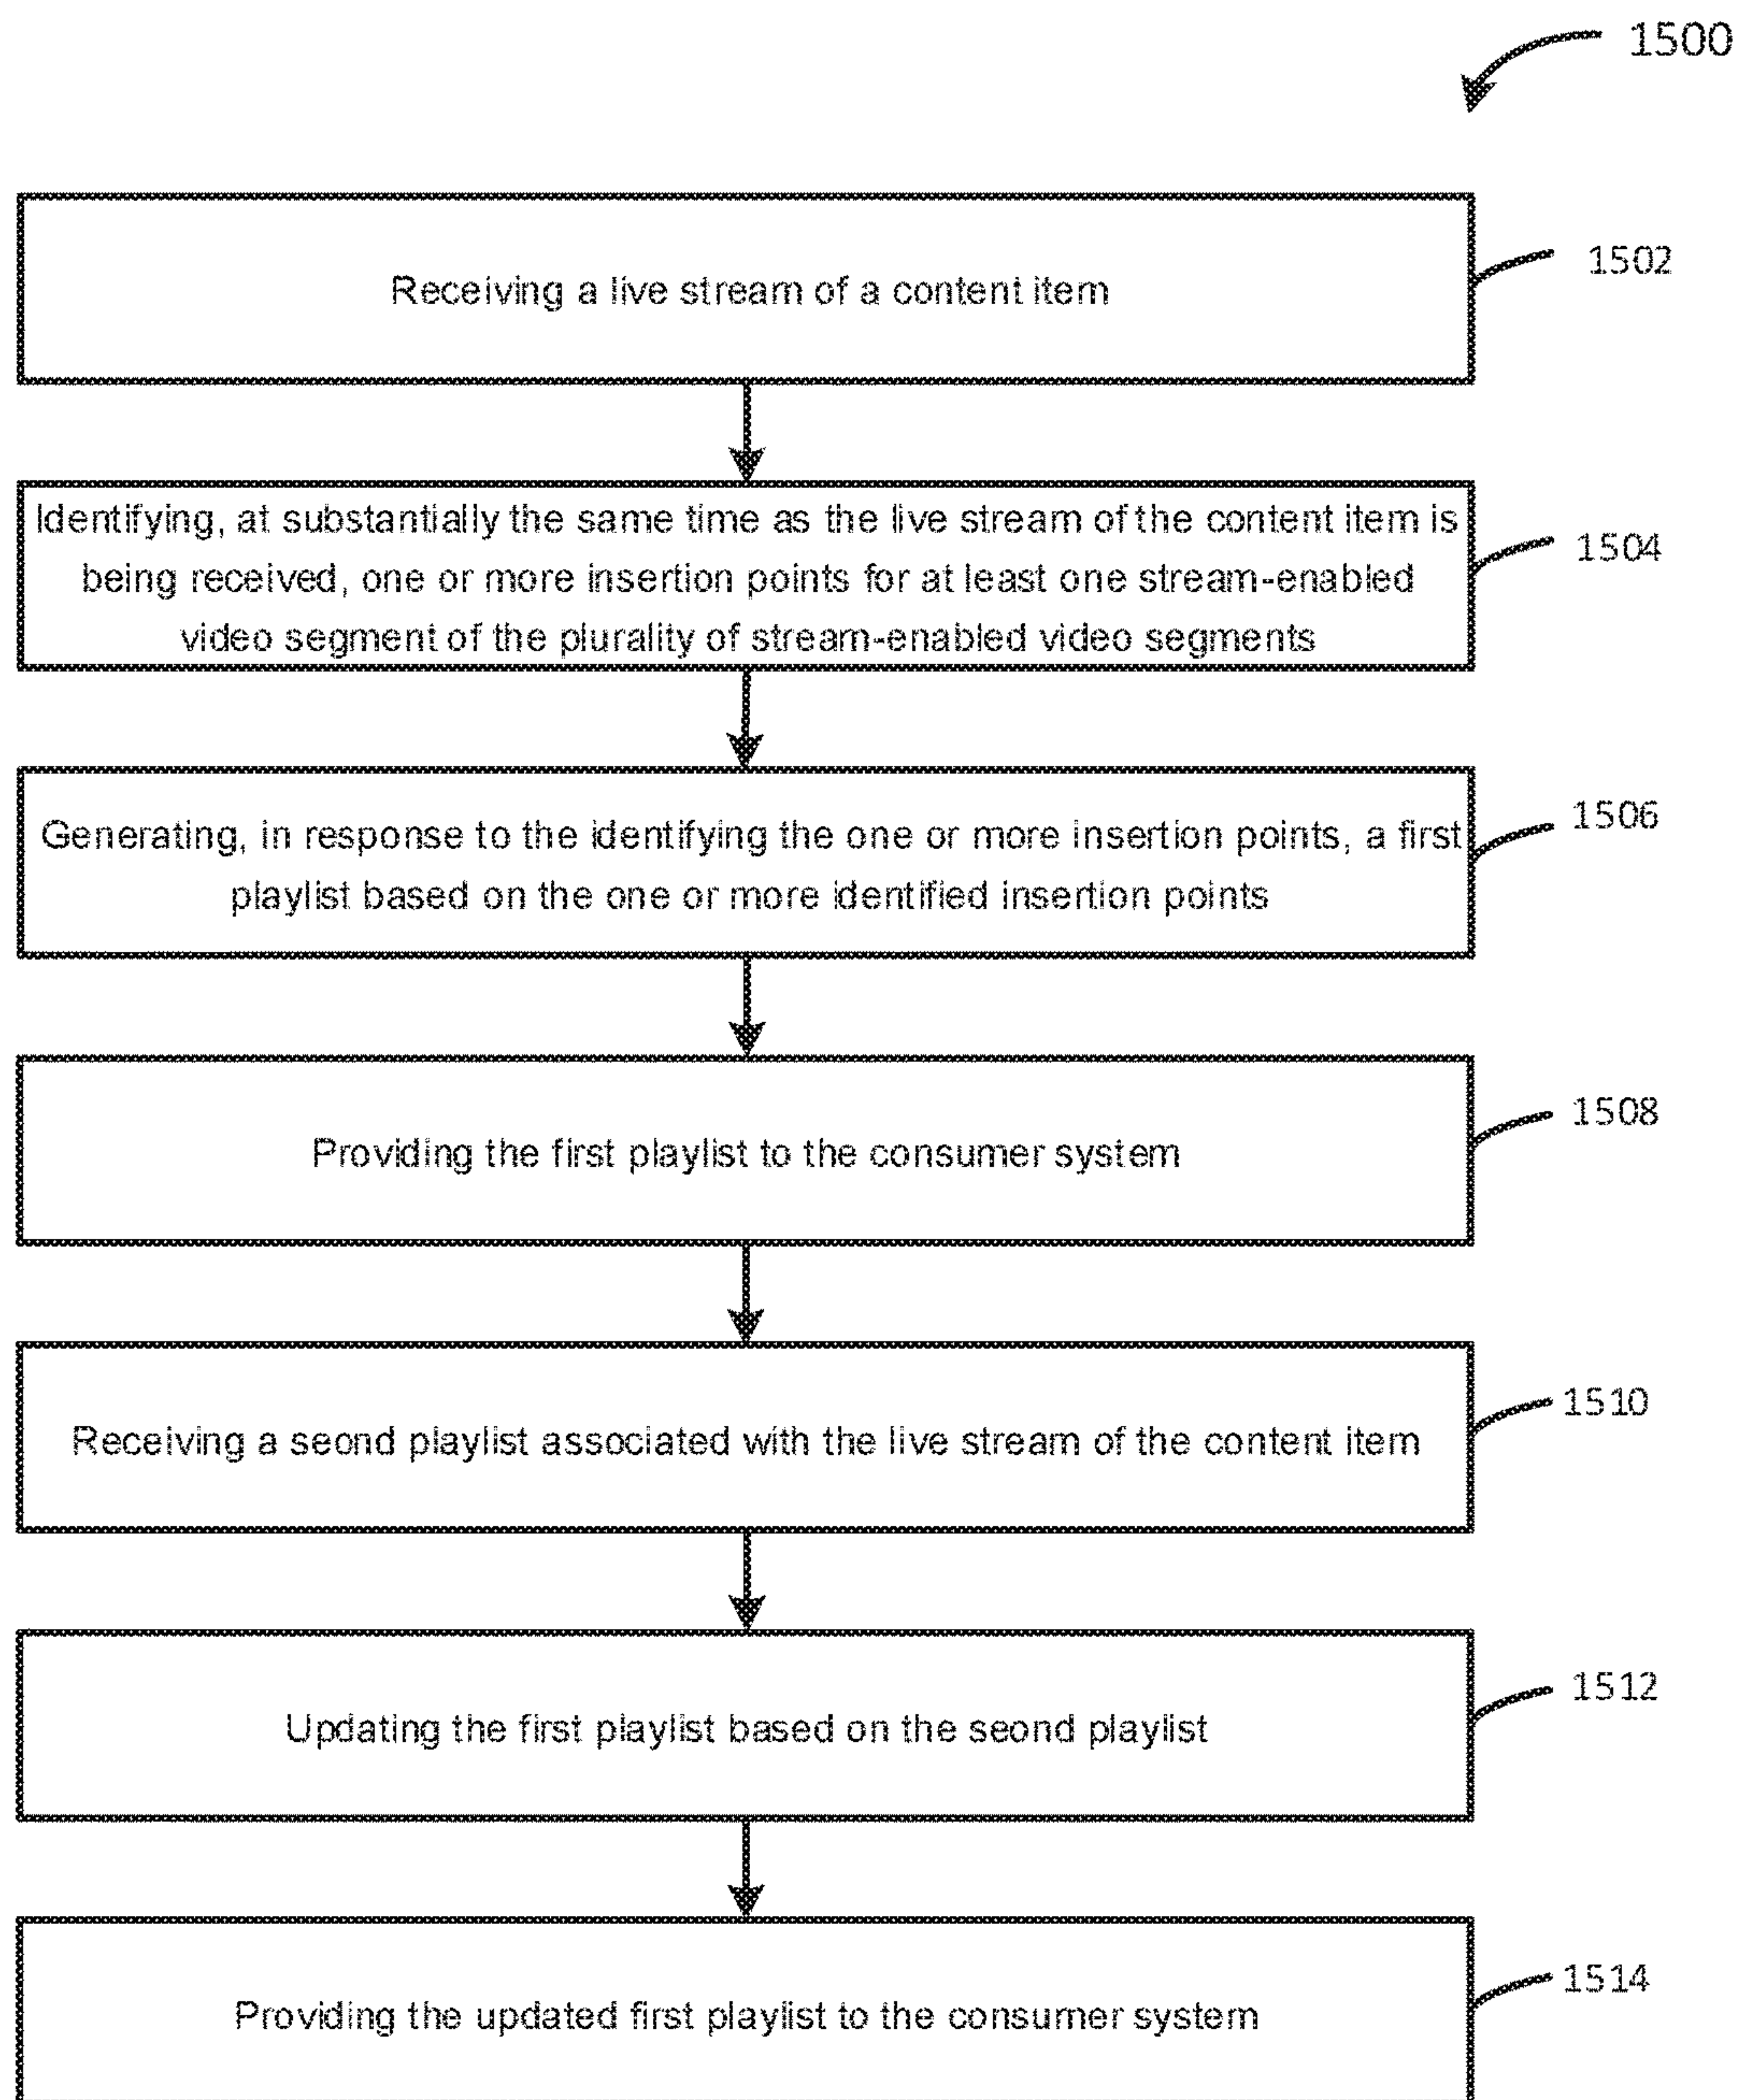 1500
Receiving a live stream of a content item
1502
Identifying, at substantially the same time as the live stream of the content item is
being received, one or more insertion points for at least one stream-enabled
video segment of the plurality of stream-enabled video segments
1504
Generating, in response to the identifying the one or more insertion points, a first
playlist based on the one or more identified insertion points
1506
Providing the first playlist to the consumer system
1508
Receiving a seond playlist associated with the live stream of the content item
1510
Updating the first playlist based on the seond playlist
1512
Providing the updated first playlist to the consumer system
1514